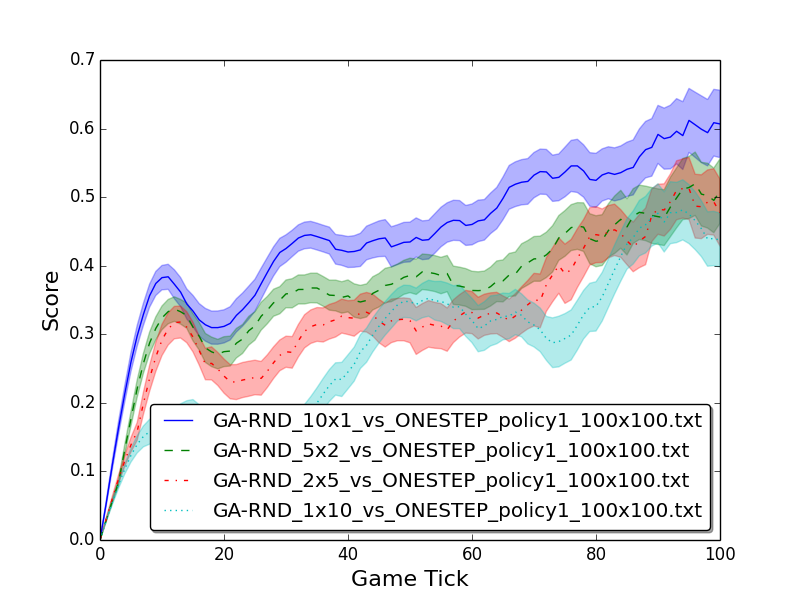 0.7
0.6
0.5
0.4
0.3
0.2
0.1
0.0
Score
GA-RND_10x1_vs_ONESTEP_policy1_100x100.txt
GA-RND_5x2_vs_ONESTEP_policy1_100x100.txt
GA-RND_2x5_vs_ONESTEP_policy1_100x100.txt
GA-RND_1x10_vs_ONESTEP_policy1_100x100.txt
0 20 40 60 80 100
Game Tick